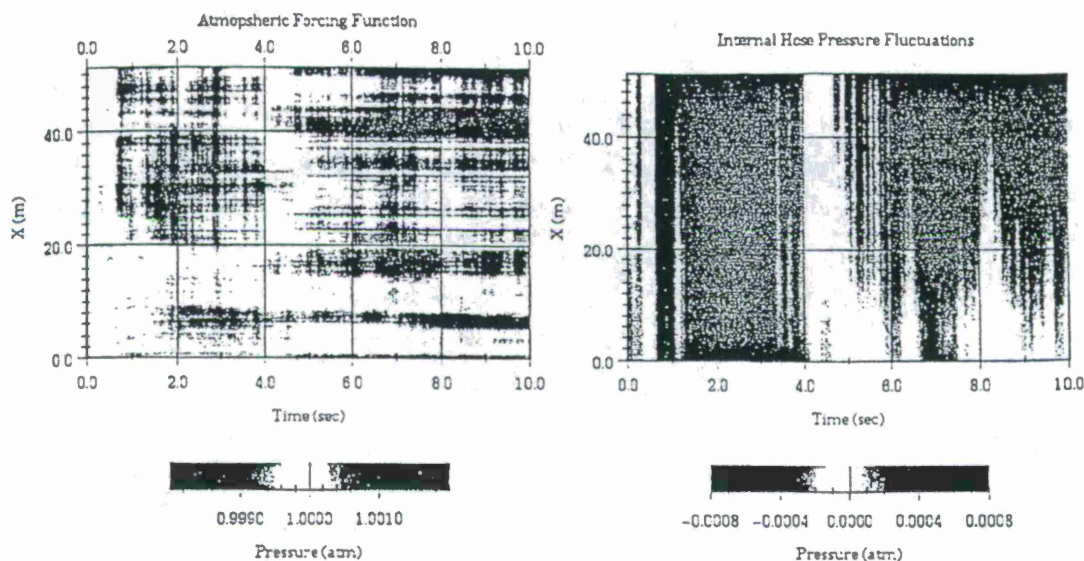 Atmopsheric Forcing Function
0.0 2.0 4.0 6.0 8.0 10.0
40.0
20.0
0.0
X (m)
0.0 2.0 4.0 6.0 8.0 10.0
Time (sec)
0.9990 1.0000 1.0010
Pressure (atm)
Internal Hose Pressure Fluctuations
40.0
20.0
0.0
X (m)
0.0 2.0 4.0 6.0 8.0 10.0
Time (sec)
-0.0008 -0.0004 0.0000 0.0004 0.0008
Pressure (atm)